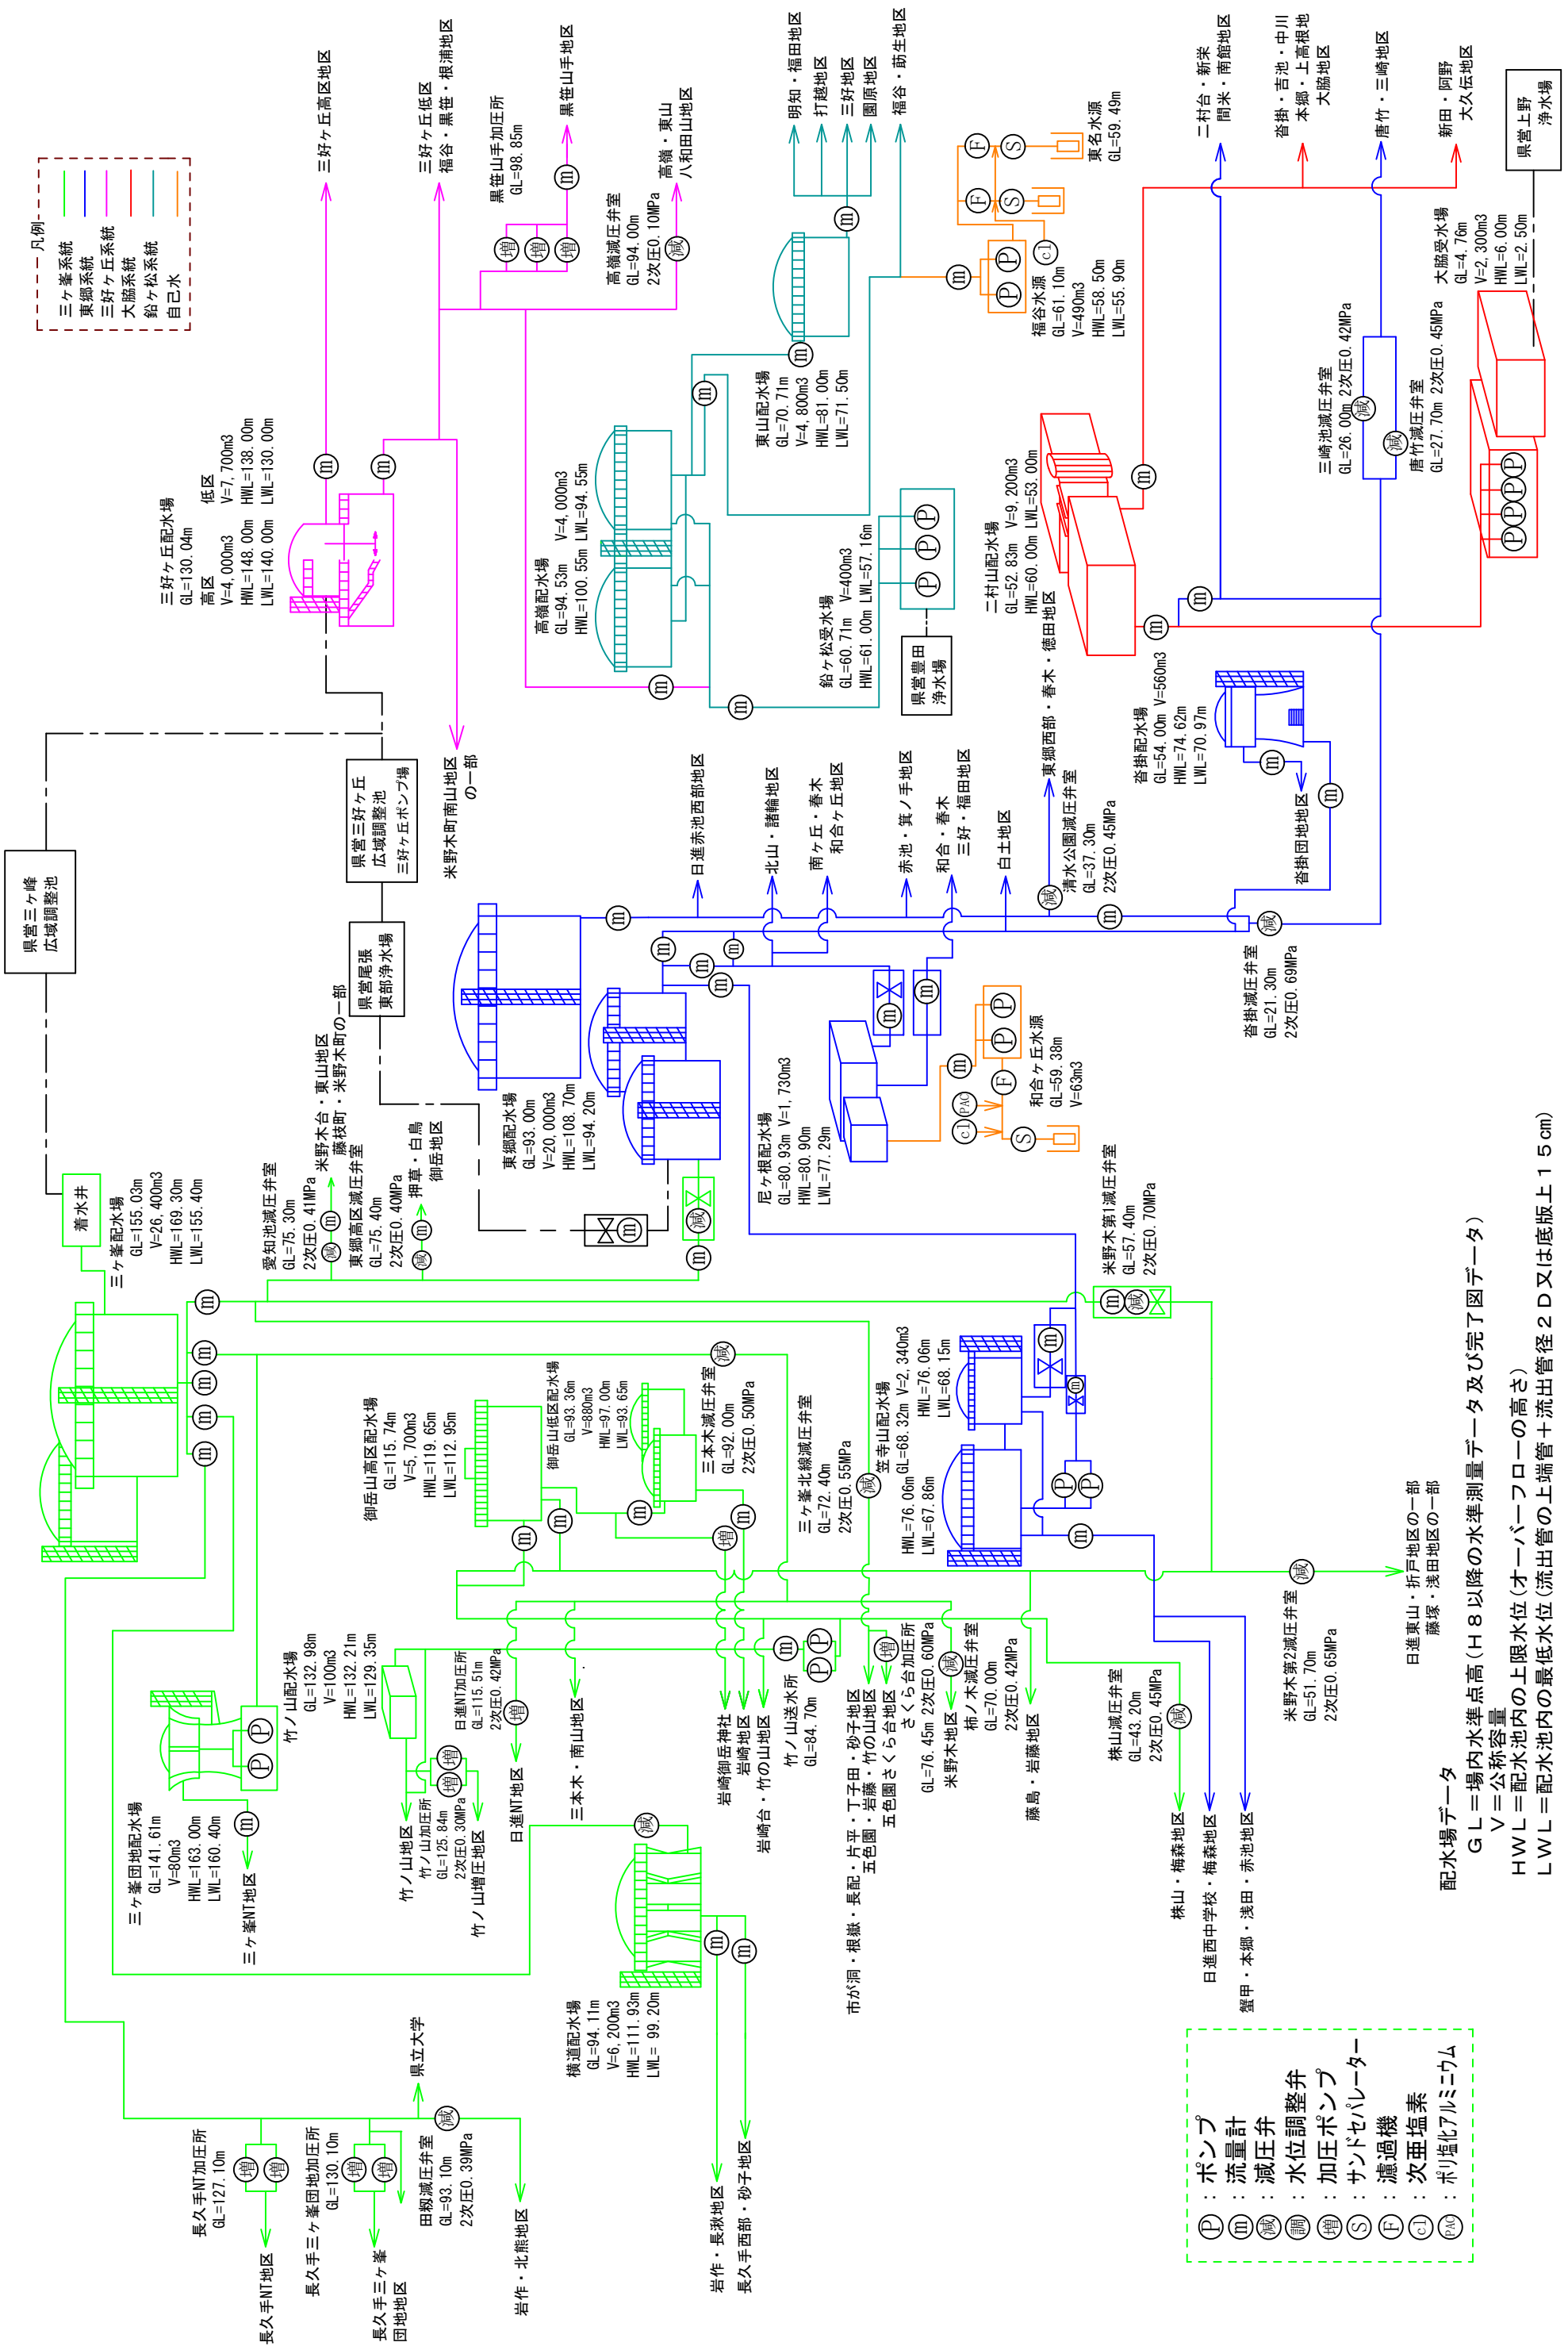 凡例
三ヶ峯系統
東郷系統
三好ヶ丘系統
大脇系統
鉛ヶ松系統
自己水
県営三ヶ峰
広域調整池
県営三好ヶ丘
広域調整池
三好ヶ丘ポンプ場
県営尾張
東部浄水場
県営豊田
浄水場
県営上野
浄水場
着水井
三ヶ峯配水場
GL=155.03m
V=26,400m3
HWL=169.30m
LWL=155.40m
三好ヶ丘配水場
GL=130.04m
高区
V=4,000m3
HWL=148.00m
LWL=140.00m
低区
V=7,700m3
HWL=138.00m
LWL=130.00m
三好ヶ丘高区地区
三好ヶ丘低区
福谷・黒笹・根浦地区
黒笹山手加圧所
GL=98.85m
増
増
増
黒笹山手地区
高嶺減圧弁室
GL=94.00m
2次圧0.10MPa
減
高嶺・東山
八和田山地区
米野木町南山地区
の一部
高嶺配水場
GL=94.53m V=4,000m3
HWL=100.55m LWL=94.55m
東山配水場
GL=70.71m
V=4,800m3
HWL=81.00m
LWL=71.50m
明知・福田地区
打越地区
三好地区
園原地区
福谷・莇生地区
東名水源
GL=59.49m
福谷水源
GL=61.10m
V=490m3
HWL=58.50m
LWL=55.90m
鉛ヶ松受水場
GL=60.71m V=400m3
HWL=61.00m LWL=57.16m
二村山配水場
GL=52.83m V=9,200m3
HWL=60.00m LWL=53.00m
二村台・新栄
間米・南館地区
沓掛・吉池・中川
本郷・上高根地
大脇地区
唐竹・三崎地区
新田・阿野
大久伝地区
三崎池減圧弁室
GL=26.00m 2次圧0.42MPa
唐竹減圧弁室
GL=27.70m 2次圧0.45MPa
大脇受水場
GL=4.76m
V=2,300m3
HWL=6.00m
LWL=2.50m
沓掛配水場
GL=54.00m V=560m3
HWL=74.62m
LWL=70.97m
沓掛団地地区
東郷配水場
GL=93.00m
V=20,000m3
HWL=108.70m
LWL=94.20m
日進赤池西部地区
北山・諸輪地区
南ヶ丘・春木
和合ヶ丘地区
赤池・箕ノ手地区
和合・春木
三好・福田地区
白土地区
東郷西部・春木・徳田地区
清水公園減圧弁室
GL=37.30m
2次圧0.45MPa
沓掛減圧弁室
GL=21.30m
2次圧0.69MPa
尼ヶ根配水場
GL=80.93m V=1,730m3
HWL=80.90m
LWL=77.29m
和合ヶ丘水源
GL=59.38m
V=63m3
愛知池減圧弁室
GL=75.30m
2次圧0.41MPa
米野木台・東山地区
藤枝町・米野木町の一部
東郷高区減圧弁室
GL=75.40m
2次圧0.40MPa
押草・白鳥
御岳地区
米野木第1減圧弁室
GL=57.40m
2次圧0.70MPa
笠寺山配水場
GL=68.32m V=2,340m3
HWL=76.06m
LWL=68.15m
HWL=76.06m
LWL=67.86m
御岳山高区配水場
GL=115.74m
V=5,700m3
HWL=119.65m
LWL=112.95m
御岳山低区配水場
GL=93.36m
V=880m3
HWL=97.00m
LWL=93.65m
三本木減圧弁室
GL=92.00m
2次圧0.50MPa
三ヶ峯北線減圧弁室
GL=72.40m
2次圧0.55MPa
三ヶ峯団地配水場
GL=141.61m
V=80m3
HWL=163.00m
LWL=160.40m
三ヶ峯NT地区
竹ノ山配水場
GL=132.98m
V=100m3
HWL=132.21m
LWL=129.35m
竹ノ山地区
竹ノ山加圧所
GL=125.84m
2次圧0.30MPa
竹ノ山増圧地区
日進NT加圧所
GL=115.51m
2次圧0.42MPa
日進NT地区
三本木・南山地区
岩崎御岳神社
岩崎地区
岩崎台・竹の山地区
竹ノ山送水所
GL=84.70m
市が洞・根嶽・長配・片平・丁子田・砂子地区
五色園・岩藤・竹の山地区
五色園さくら台地区
さくら台加圧所
GL=76.45m 2次圧0.60MPa
米野木地区
柿ノ木減圧弁室
GL=70.00m
2次圧0.42MPa
藤島・岩藤地区
株山減圧弁室
GL=43.20m
2次圧0.45MPa
株山・梅森地区
日進西中学校・梅森地区
蟹甲・本郷・浅田・赤池地区
米野木第2減圧弁室
GL=51.70m
2次圧0.65MPa
日進東山・折戸地区の一部
藤塚・浅田地区の一部
横道配水場
GL=94.11m
V=6,200m3
HWL=111.93m
LWL= 99.20m
岩作・長湫地区
長久手西部・砂子地区
長久手NT加圧所
GL=127.10m
長久手NT地区
長久手三ヶ峯団地加圧所
GL=130.10m
長久手三ヶ峯
団地地区
県立大学
田籾減圧弁室
GL=93.10m
2次圧0.39MPa
岩作・北熊地区
P : ポンプ
m : 流量計
減 : 減圧弁
調 : 水位調整弁
増 : 加圧ポンプ
S : サンドセパレーター
F : 濾過機
cl : 次亜塩素
PAC : ポリ塩化アルミニウム
配水場データ
GL=場内水準点高(H8以降の水準測量データ及び完了図データ)
V=公称容量
HWL=配水池内の上限水位(オーバーフローの高さ)
LWL=配水池内の最低水位(流出管の上端管+流出管径2D又は底版上15cm)